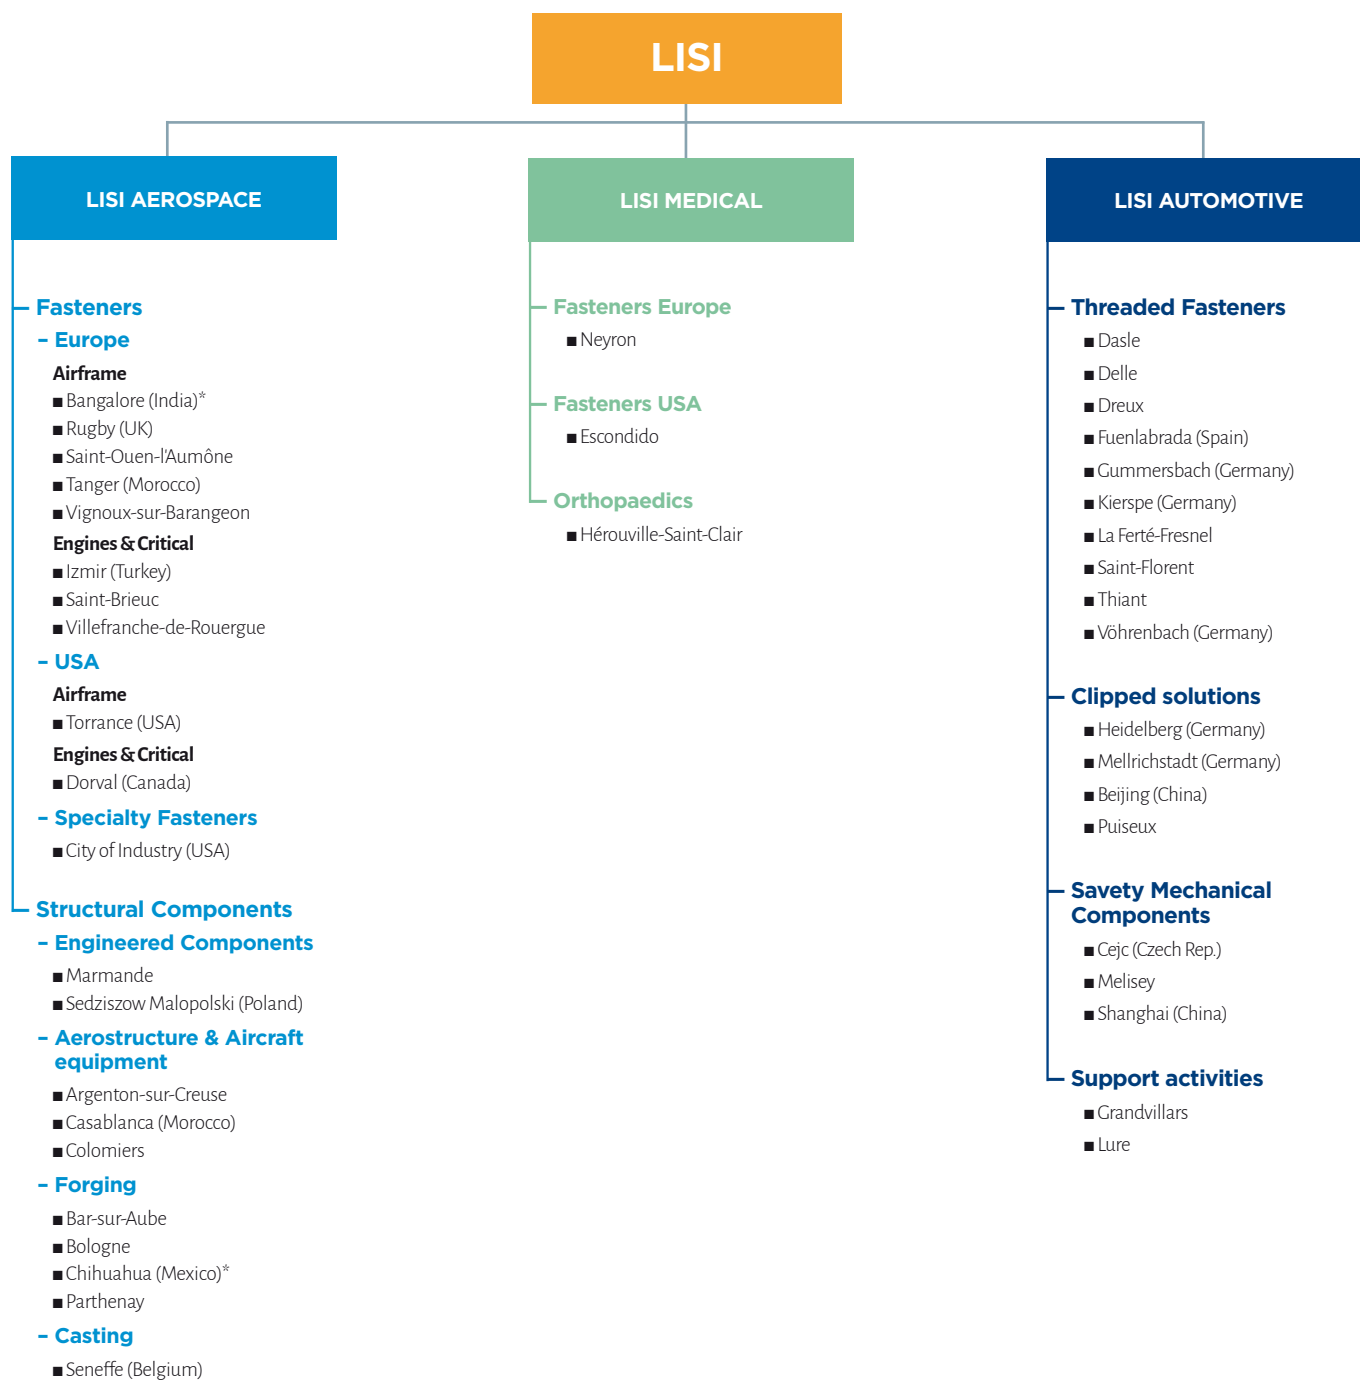 LISI
LISI AEROSPACE
– Fasteners
– Europe
Airframe
■ Bangalore (India)*
■ Rugby (UK)
■ Saint-Ouen-l'Aumône
■ Tanger (Morocco)
■ Vignoux-sur-Barangeon
Engines & Critical
■ Izmir (Turkey)
■ Saint-Brieuc
■ Villefranche-de-Rouergue
– USA
Airframe
■ Torrance (USA)
Engines & Critical
■ Dorval (Canada)
– Specialty Fasteners
■ City of Industry (USA)
– Structural Components
– Engineered Components
■ Marmande
■ Sedziszow Malopolski (Poland)
– Aerostructure & Aircraft
equipment
■ Argenton-sur-Creuse
■ Casablanca (Morocco)
■ Colomiers
– Forging
■ Bar-sur-Aube
■ Bologne
■ Chihuahua (Mexico)*
■ Parthenay
– Casting
■ Seneffe (Belgium)
LISI MEDICAL
– Fasteners Europe
■ Neyron
– Fasteners USA
■ Escondido
– Orthopaedics
■ Hérouville-Saint-Clair
LISI AUTOMOTIVE
– Threaded Fasteners
■ Dasle
■ Delle
■ Dreux
■ Fuenlabrada (Spain)
■ Gummersbach (Germany)
■ Kierspe (Germany)
■ La Ferté-Fresnel
■ Saint-Florent
■ Thiant
■ Vöhrenbach (Germany)
– Clipped solutions
■ Heidelberg (Germany)
■ Mellrichstadt (Germany)
■ Beijing (China)
■ Puiseux
– Savety Mechanical
Components
■ Cejc (Czech Rep.)
■ Melisey
■ Shanghai (China)
– Support activities
■ Grandvillars
■ Lure